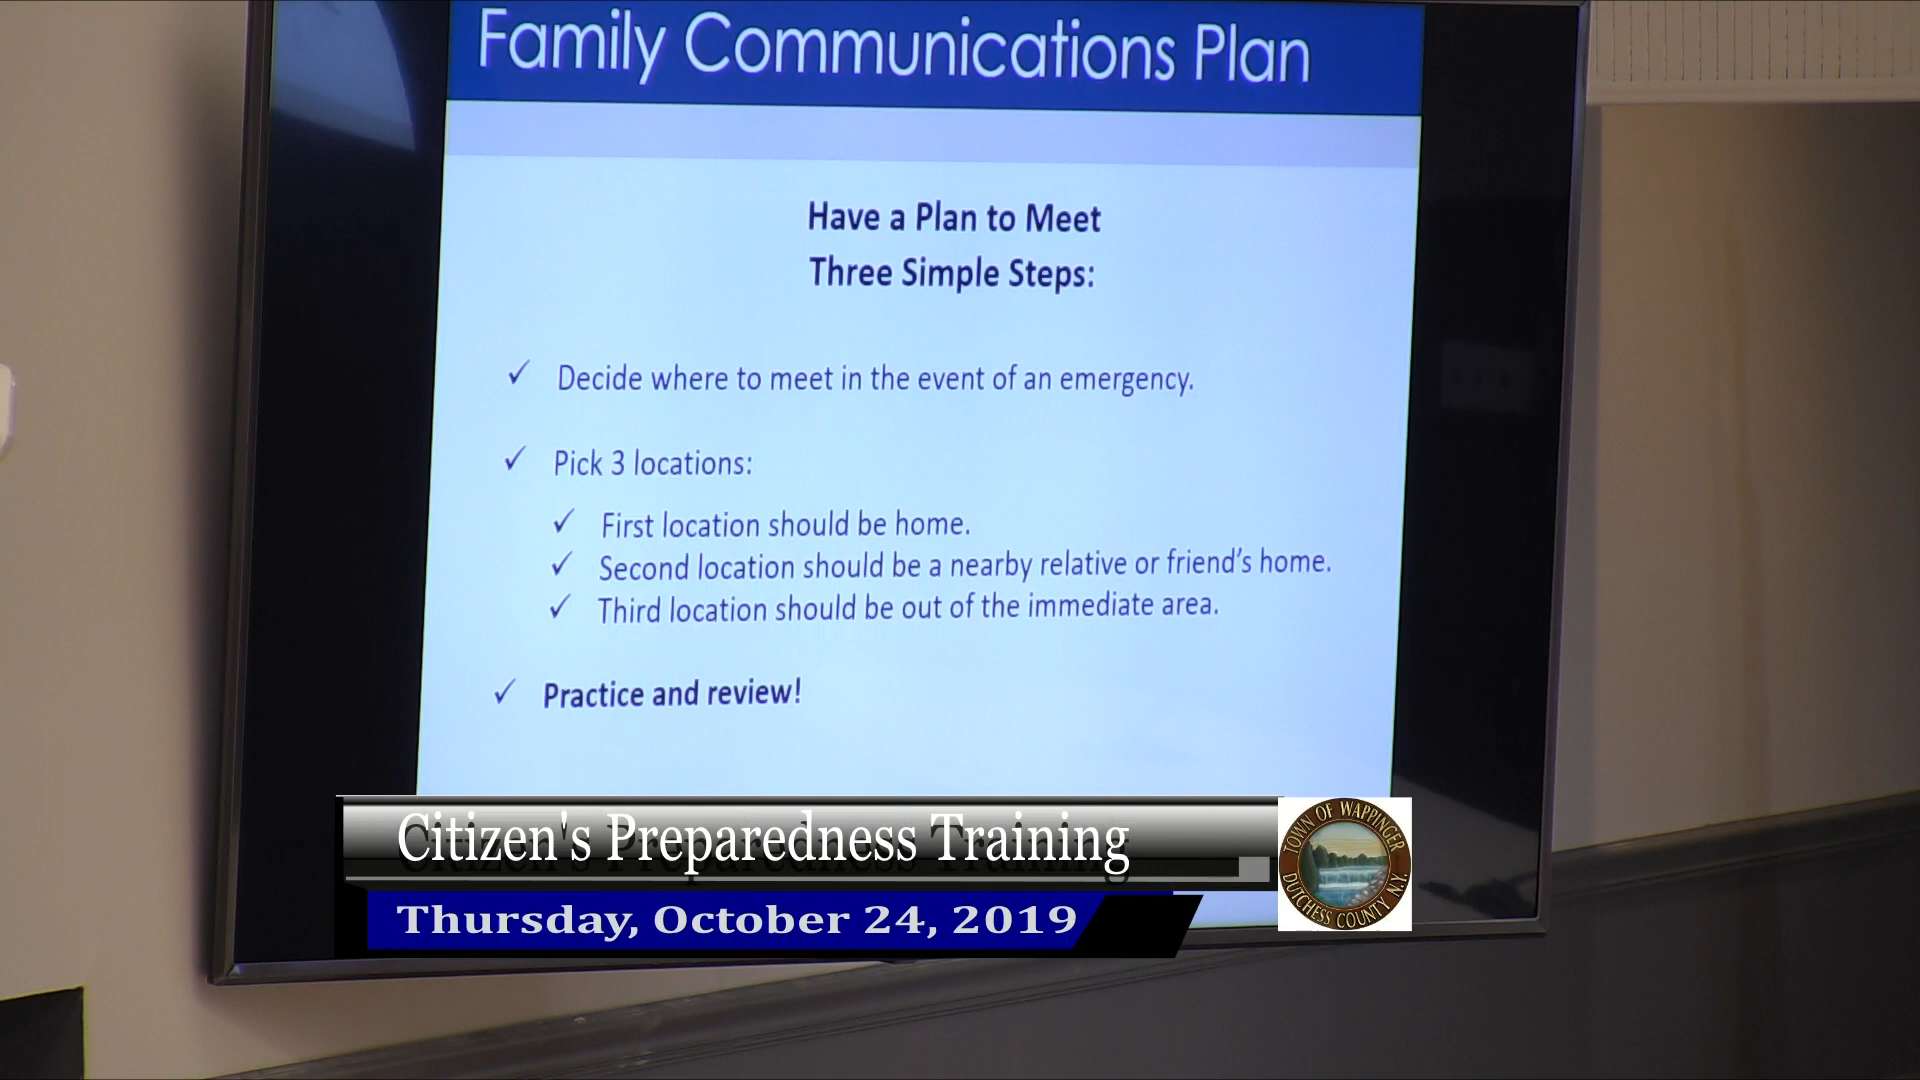 Family Communications Plan
Have a Plan to Meet
Three Simple Steps:
✓ Decide where to meet in the event of an emergency.
✓ Pick 3 locations:
✓ First location should be home.
✓ Second location should be a nearby relative or friend's home.
✓ Third location should be out of the immediate area.
✓ Practice and review!
Citizen's Preparedness Training
Thursday, October 24, 2019
TOWN OF WAPPINGER
DUTCHESS COUNTY N.Y.